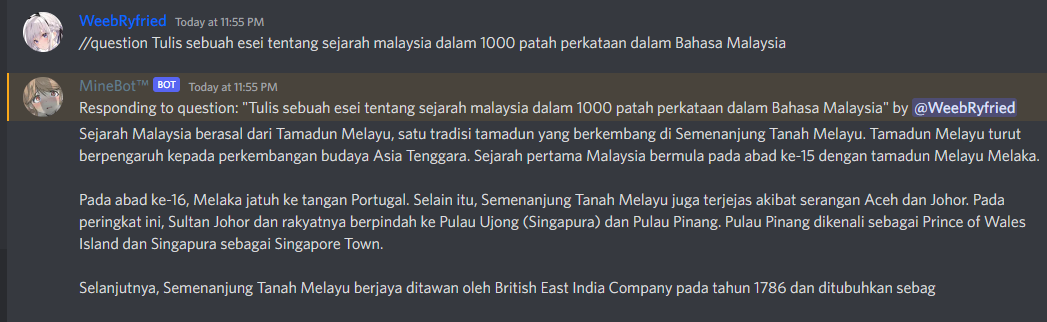 WeebRyfried Today at 11:55 PM
//question Tulis sebuah esei tentang sejarah malaysia dalam 1000 patah perkataan dalam Bahasa Malaysia
MineBot™ BOT Today at 11:55 PM
Responding to question: "Tulis sebuah esei tentang sejarah malaysia dalam 1000 patah perkataan dalam Bahasa Malaysia" by @WeebRyfried
Sejarah Malaysia berasal dari Tamadun Melayu, satu tradisi tamadun yang berkembang di Semenanjung Tanah Melayu. Tamadun Melayu turut
berpengaruh kepada perkembangan budaya Asia Tenggara. Sejarah pertama Malaysia bermula pada abad ke-15 dengan tamadun Melayu Melaka.
Pada abad ke-16, Melaka jatuh ke tangan Portugal. Selain itu, Semenanjung Tanah Melayu juga terjejas akibat serangan Aceh dan Johor. Pada
peringkat ini, Sultan Johor dan rakyatnya berpindah ke Pulau Ujong (Singapura) dan Pulau Pinang. Pulau Pinang dikenali sebagai Prince of Wales
Island dan Singapura sebagai Singapore Town.
Selanjutnya, Semenanjung Tanah Melayu berjaya ditawan oleh British East India Company pada tahun 1786 dan ditubuhkan sebag